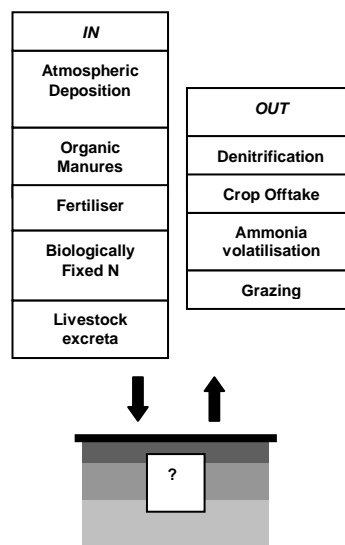 IN
Atmospheric
Deposition
Organic
Manures
Fertiliser
Biologically
Fixed N
Livestock
excreta
OUT
Denitrification
Crop Offtake
Ammonia
volatilisation
Grazing
?